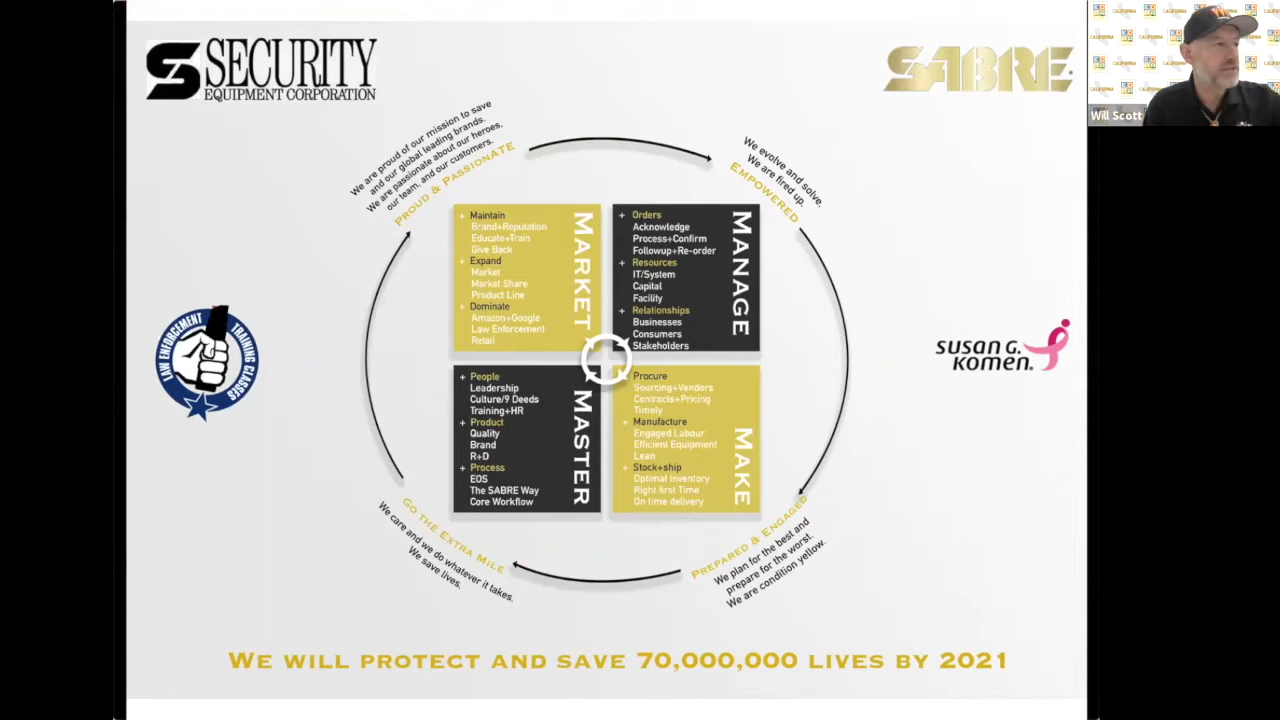 SECURITY
EQUIPMENT CORPORATION
SABRE
Will Scott
We are proud of our mission to save
and our global leading brands.
We are passionate about our heroes,
our team, and our customers.
PROUD & PASSIONATE
We evolve and solve.
We are fired up.
EMPOWERED
MARKET
+ Maintain
Brand+Reputation
Educate+Train
Give Back
+ Expand
Market
Market Share
Product Line
+ Dominate
Amazon+Google
Law Enforcement
Retail
MANAGE
+ Orders
Acknowledge
Process+Confirm
Followup+Re-order
+ Resources
IT/System
Capital
Facility
+ Relationships
Businesses
Consumers
Stakeholders
LAW ENFORCEMENT
TRAINING CLASSES
susan g.
komen.
MASTER
+ People
Leadership
Culture/9 Deeds
Training+HR
+ Product
Quality
Brand
R+D
+ Process
EOS
The SABRE Way
Core Workflow
MAKE
Procure
Sourcing+Vendors
Contracts+Pricing
Timely
+ Manufacture
Engaged Labour
Efficient Equipment
Lean
+ Stock+ship
Optimal Inventory
Right first Time
On time delivery
GO THE EXTRA MILE
We care and we do whatever it takes.
We save lives.
PREPARED & ENGAGED
We plan for the best and
prepare for the worst.
We are condition yellow.
WE WILL PROTECT AND SAVE 70,000,000 LIVES BY 2021